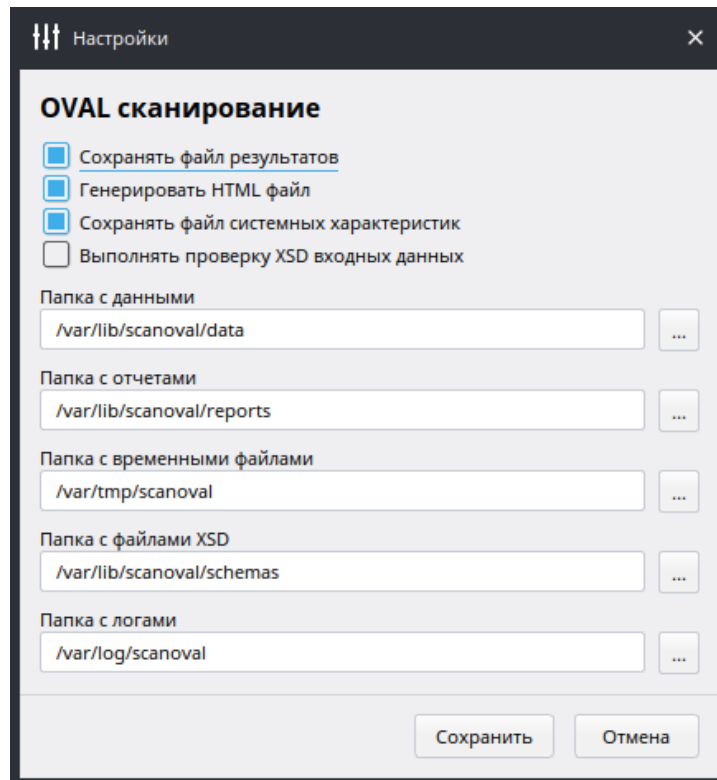 Настройки
OVAL сканирование
Сохранять файл результатов
Генерировать HTML файл
Сохранять файл системных характеристик
Выполнять проверку XSD входных данных
Папка с данными
/var/lib/scanoval/data ...
Папка с отчетами
/var/lib/scanoval/reports ...
Папка с временными файлами
/var/tmp/scanoval ...
Папка с файлами XSD
/var/lib/scanoval/schemas ...
Папка с логами
/var/log/scanoval ...
Сохранить Отмена